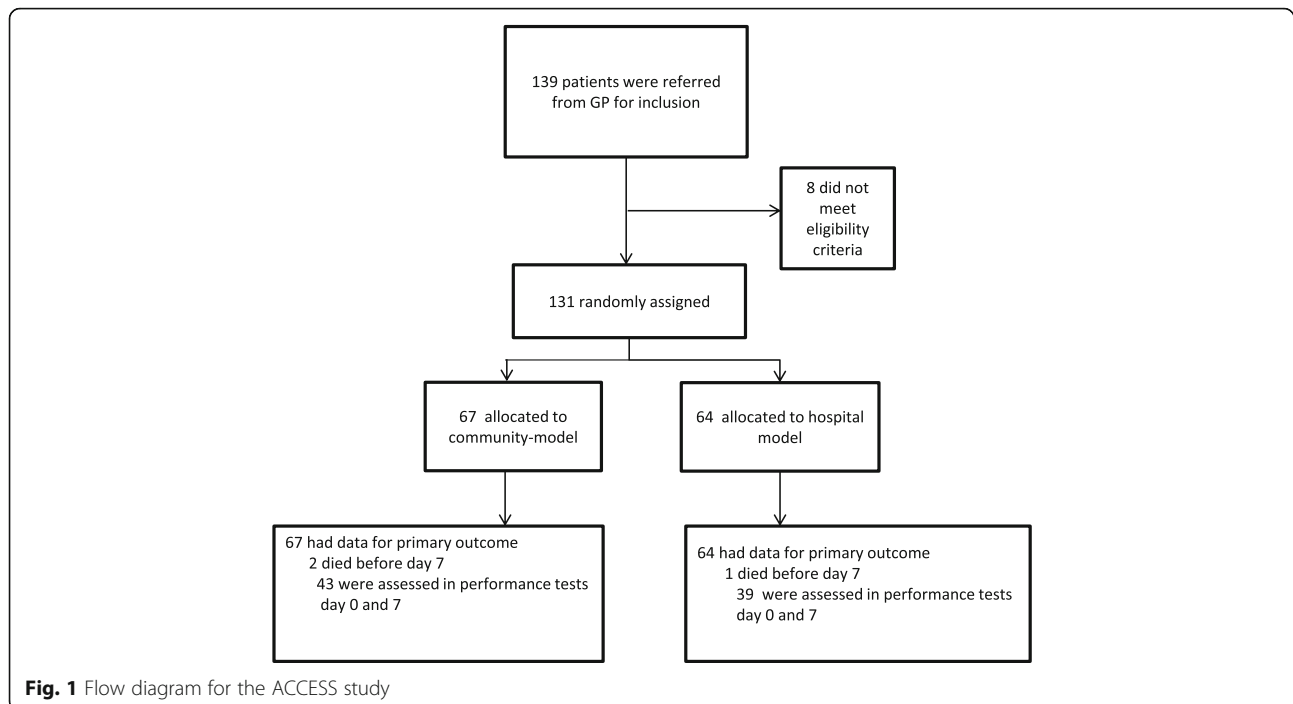 139 patients were referred
from GP for inclusion
8 did not
meet
eligibility
criteria
131 randomly assigned
67 allocated to
community-model
64 allocated to hospital
model
67 had data for primary outcome
2 died before day 7
43 were assessed in performance tests
day 0 and 7
64 had data for primary outcome
1 died before day 7
39 were assessed in performance tests
day 0 and 7
Fig. 1 Flow diagram for the ACCESS study